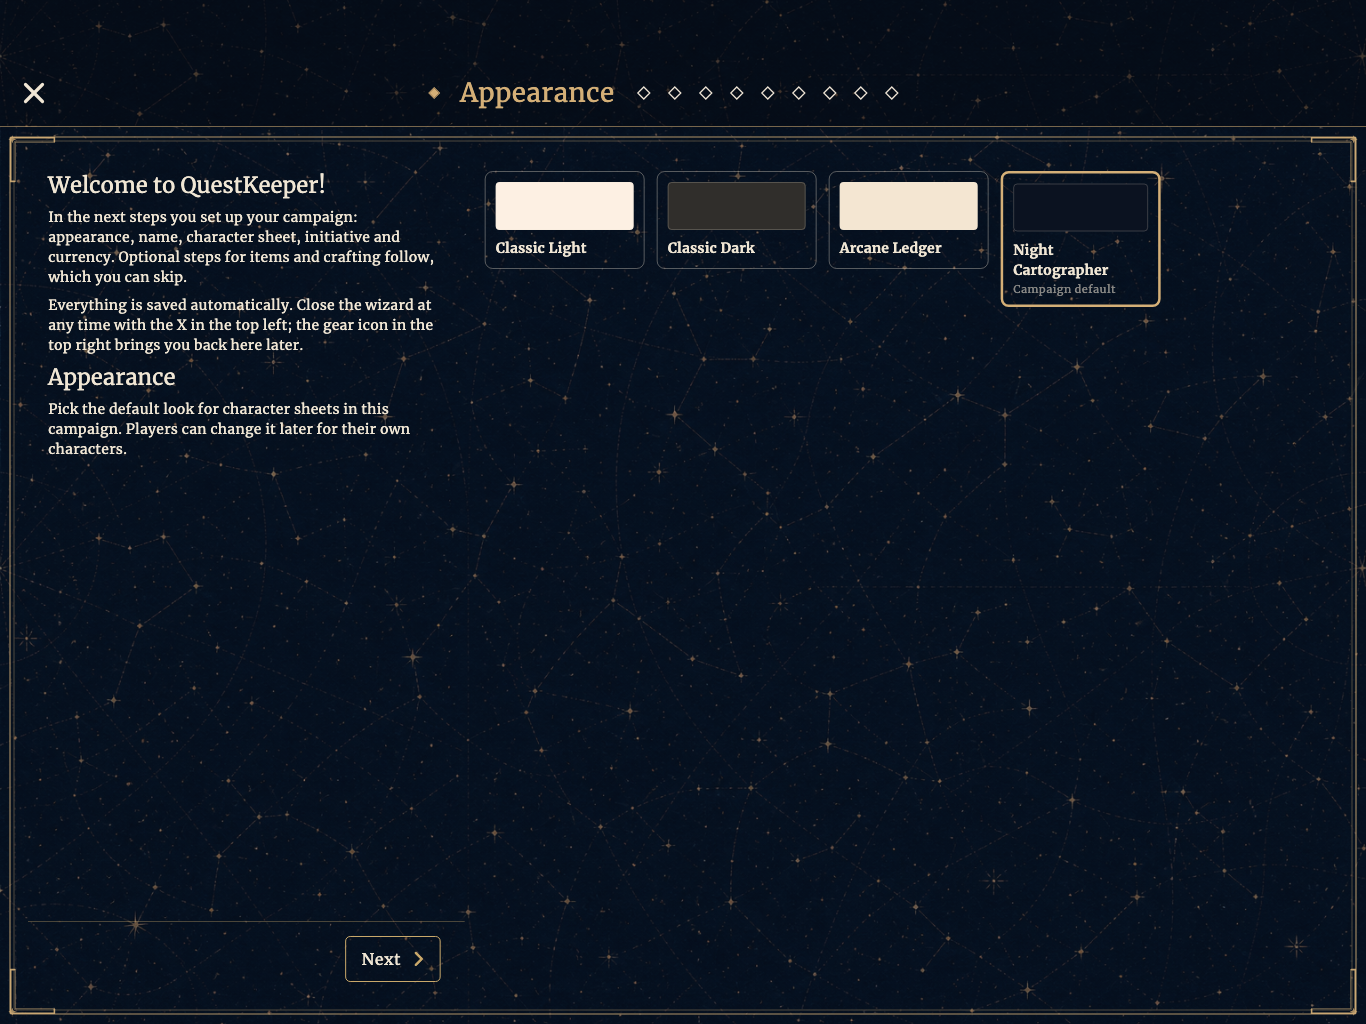 Appearance
Welcome to QuestKeeper!
In the next steps you set up your campaign:
appearance, name, character sheet, initiative and
currency. Optional steps for items and crafting follow,
which you can skip.
Everything is saved automatically. Close the wizard at
any time with the X in the top left; the gear icon in the
top right brings you back here later.
Appearance
Pick the default look for character sheets in this
campaign. Players can change it later for their own
characters.
Classic Light
Classic Dark
Arcane Ledger
Night
Cartographer
Campaign default
Next